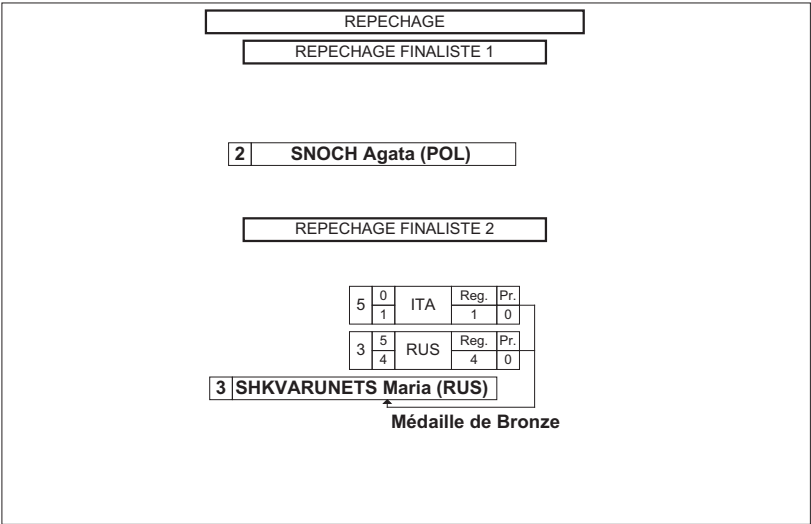 REPECHAGE
REPECHAGE FINALISTE 1
2 SNOCH Agata (POL)
REPECHAGE FINALISTE 2
5 0 ITA Reg. Pr.
1 1 0
3 5 RUS Reg. Pr.
4 4 0
3 SHKVARUNETS Maria (RUS)
Médaille de Bronze